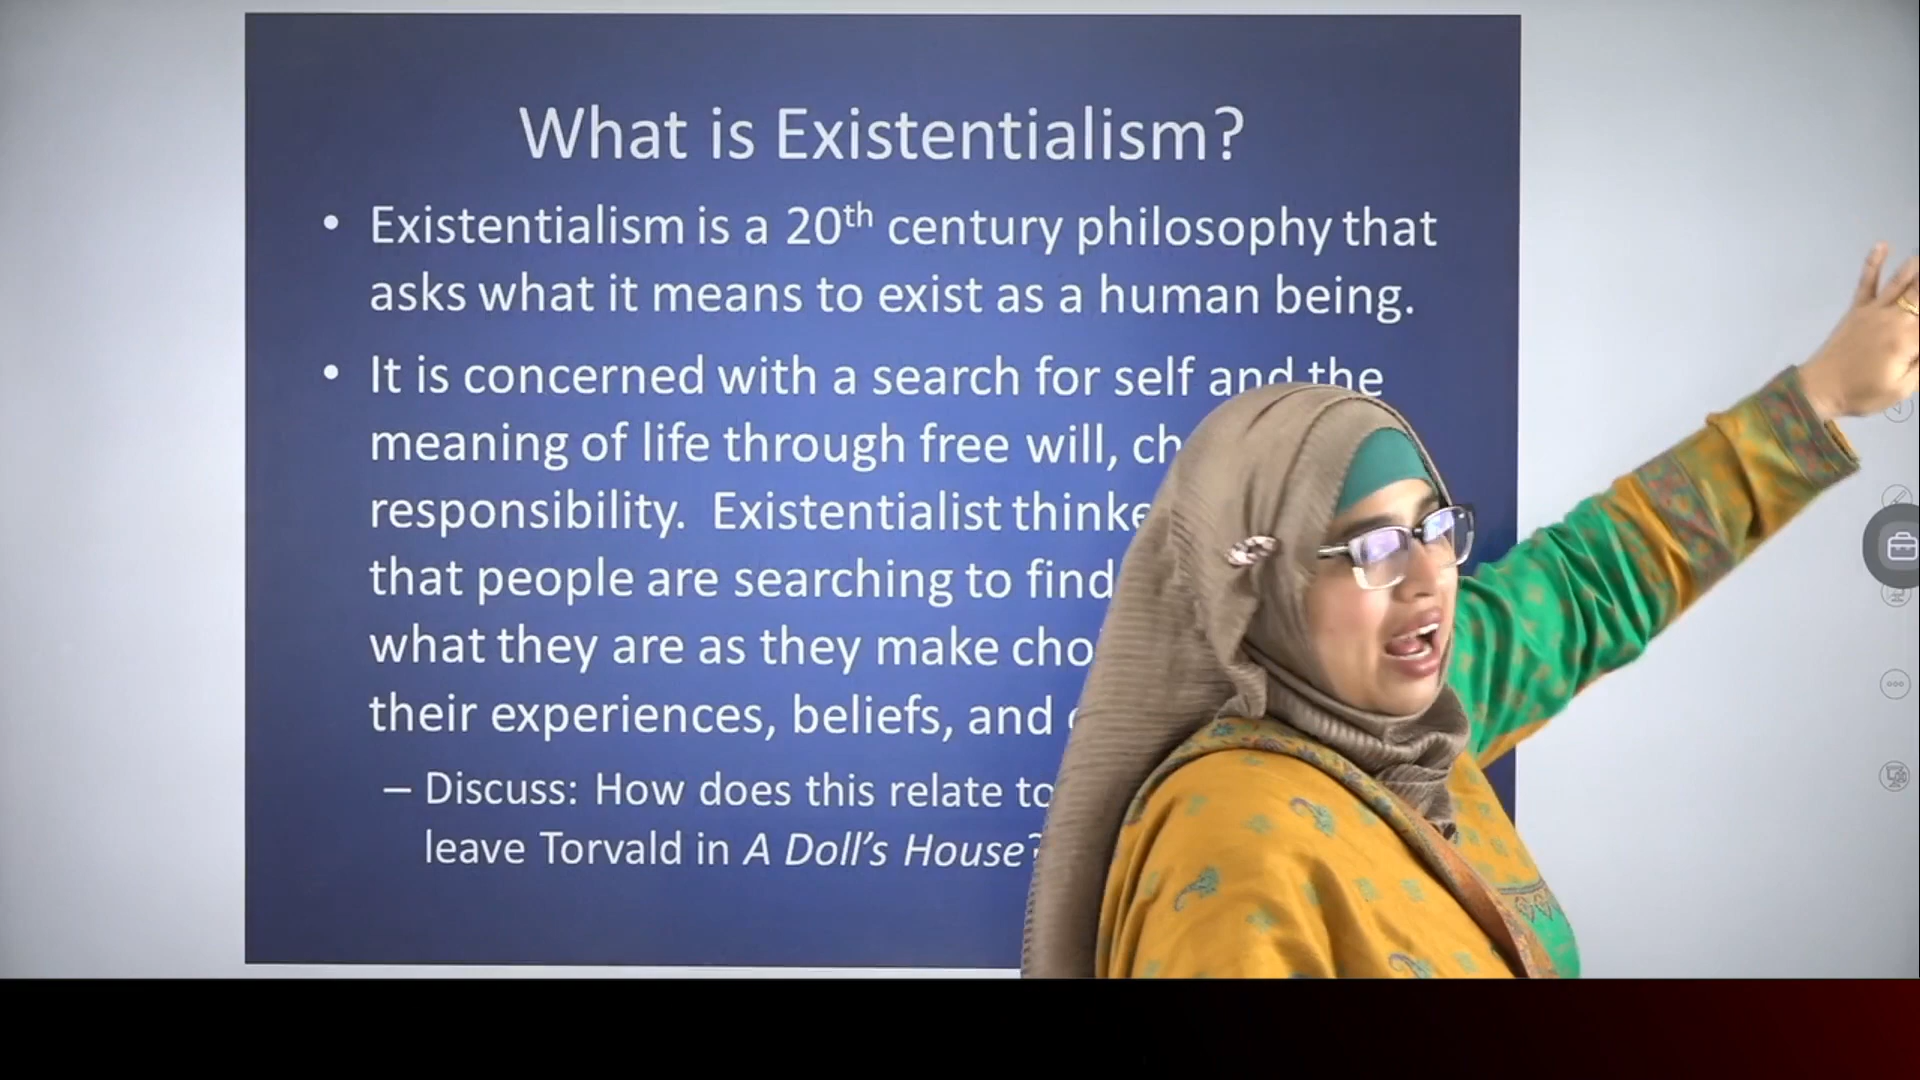 What is Existentialism?
• Existentialism is a 20th century philosophy that
asks what it means to exist as a human being.
• It is concerned with a search for self and the
meaning of life through free will,
responsibility. Existentialist
that people are searching to find
what they are as they make
their experiences, beliefs, and
– Discuss: How does this relate to
leave Torvald in A Doll’s House?